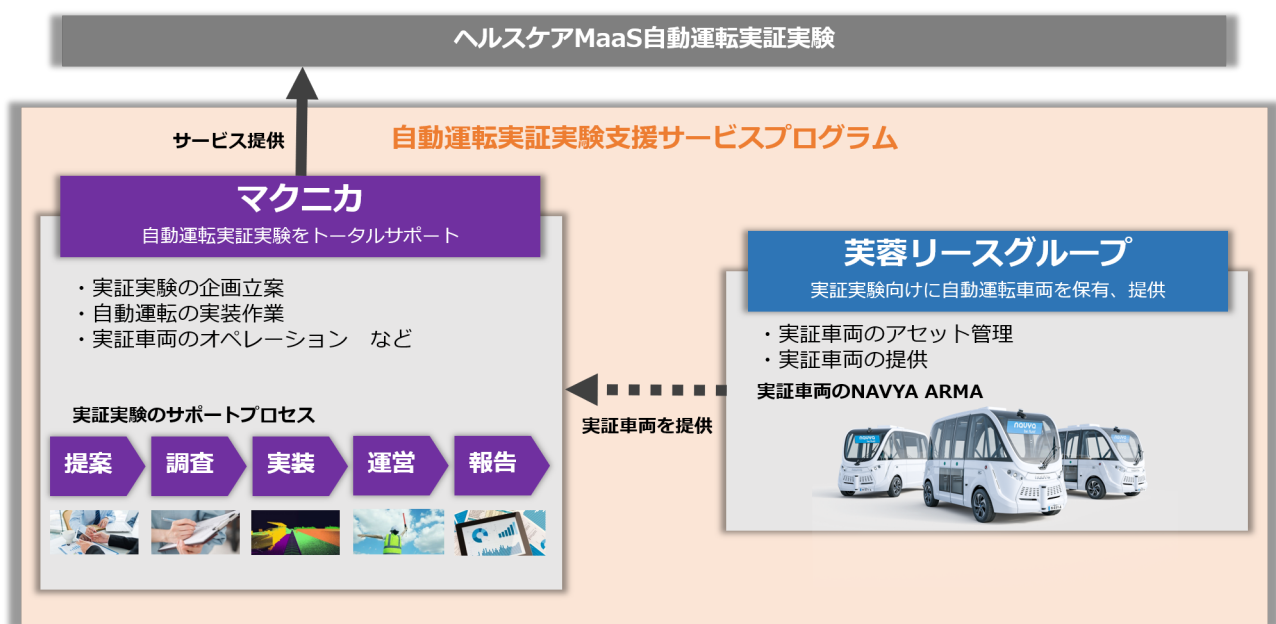 ヘルスケアMaaS自動運転実証実験
サービス提供
自動運転実証実験支援サービスプログラム
マクニカ
自動運転実証実験をトータルサポート
・実証実験の企画立案
・自動運転の実装作業
・実証車両のオペレーション　など
実証実験のサポートプロセス
提案
調査
実装
運営
報告
実証車両を提供
芙蓉リースグループ
実証実験向けに自動運転車両を保有、提供
・実証車両のアセット管理
・実証車両の提供
実証車両のNAVYA ARMA
navya
navya